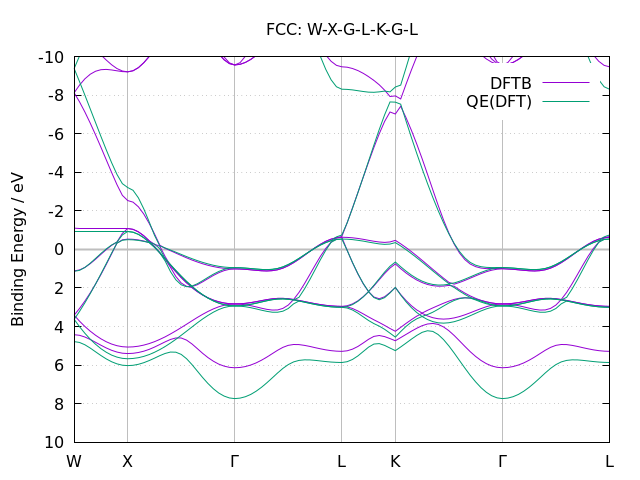 FCC: W-X-G-L-K-G-L
-10
-8
-6
-4
-2
0
2
4
6
8
10
Binding Energy / eV
DFTB
QE(DFT)
W X Γ L K Γ L